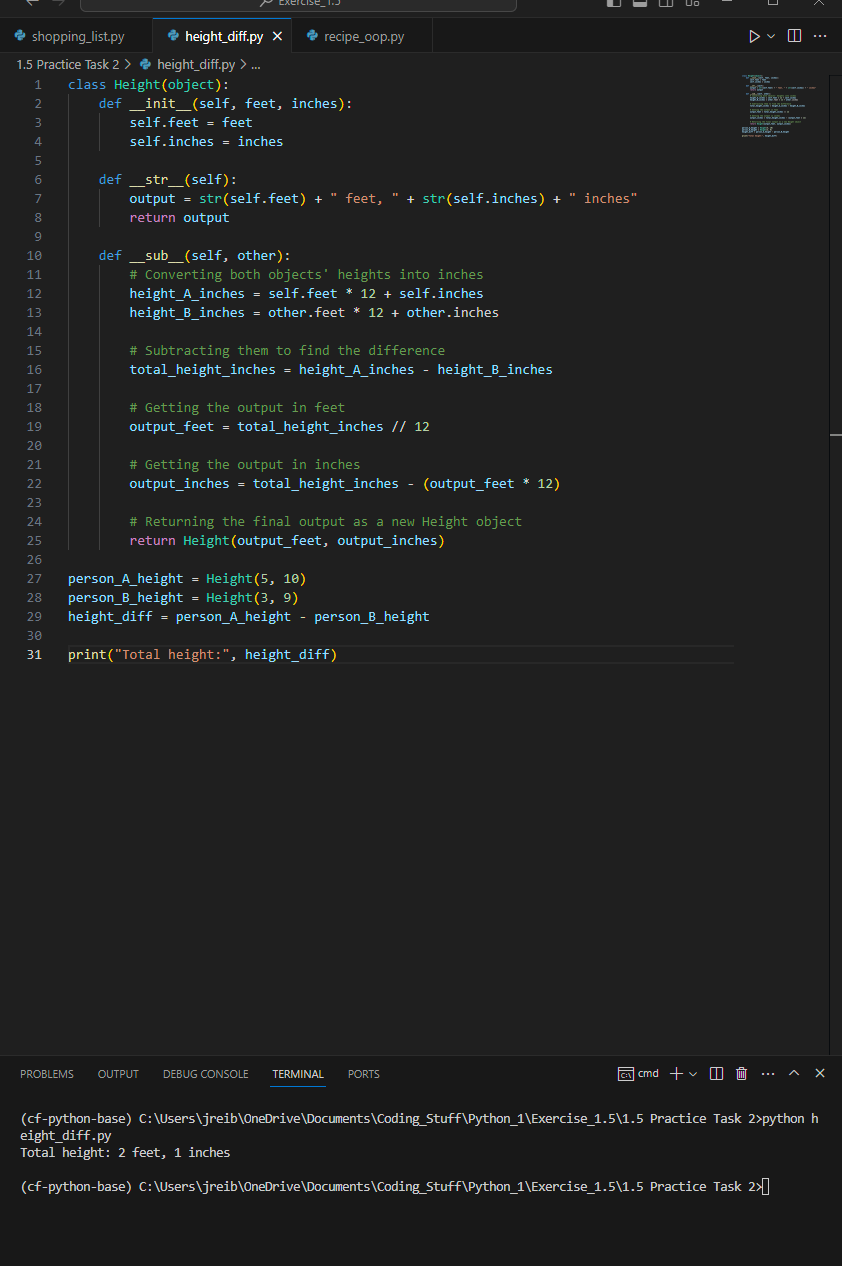 Exercise_1.5
shopping_list.py
height_diff.py
recipe_oop.py
1.5 Practice Task 2 > height_diff.py > ...
1 class Height(object):
2     def __init__(self, feet, inches):
3         self.feet = feet
4         self.inches = inches
5
6     def __str__(self):
7         output = str(self.feet) + " feet, " + str(self.inches) + " inches"
8         return output
9
10     def __sub__(self, other):
11         # Converting both objects' heights into inches
12         height_A_inches = self.feet * 12 + self.inches
13         height_B_inches = other.feet * 12 + other.inches
14
15         # Subtracting them to find the difference
16         total_height_inches = height_A_inches - height_B_inches
17
18         # Getting the output in feet
19         output_feet = total_height_inches // 12
20
21         # Getting the output in inches
22         output_inches = total_height_inches - (output_feet * 12)
23
24         # Returning the final output as a new Height object
25         return Height(output_feet, output_inches)
26
27 person_A_height = Height(5, 10)
28 person_B_height = Height(3, 9)
29 height_diff = person_A_height - person_B_height
30
31 print("Total height:", height_diff)
PROBLEMS OUTPUT DEBUG CONSOLE TERMINAL PORTS
cmd
(cf-python-base) C:\Users\jreib\OneDrive\Documents\Coding_Stuff\Python_1\Exercise_1.5\1.5 Practice Task 2>python h
eight_diff.py
Total height: 2 feet, 1 inches
(cf-python-base) C:\Users\jreib\OneDrive\Documents\Coding_Stuff\Python_1\Exercise_1.5\1.5 Practice Task 2>